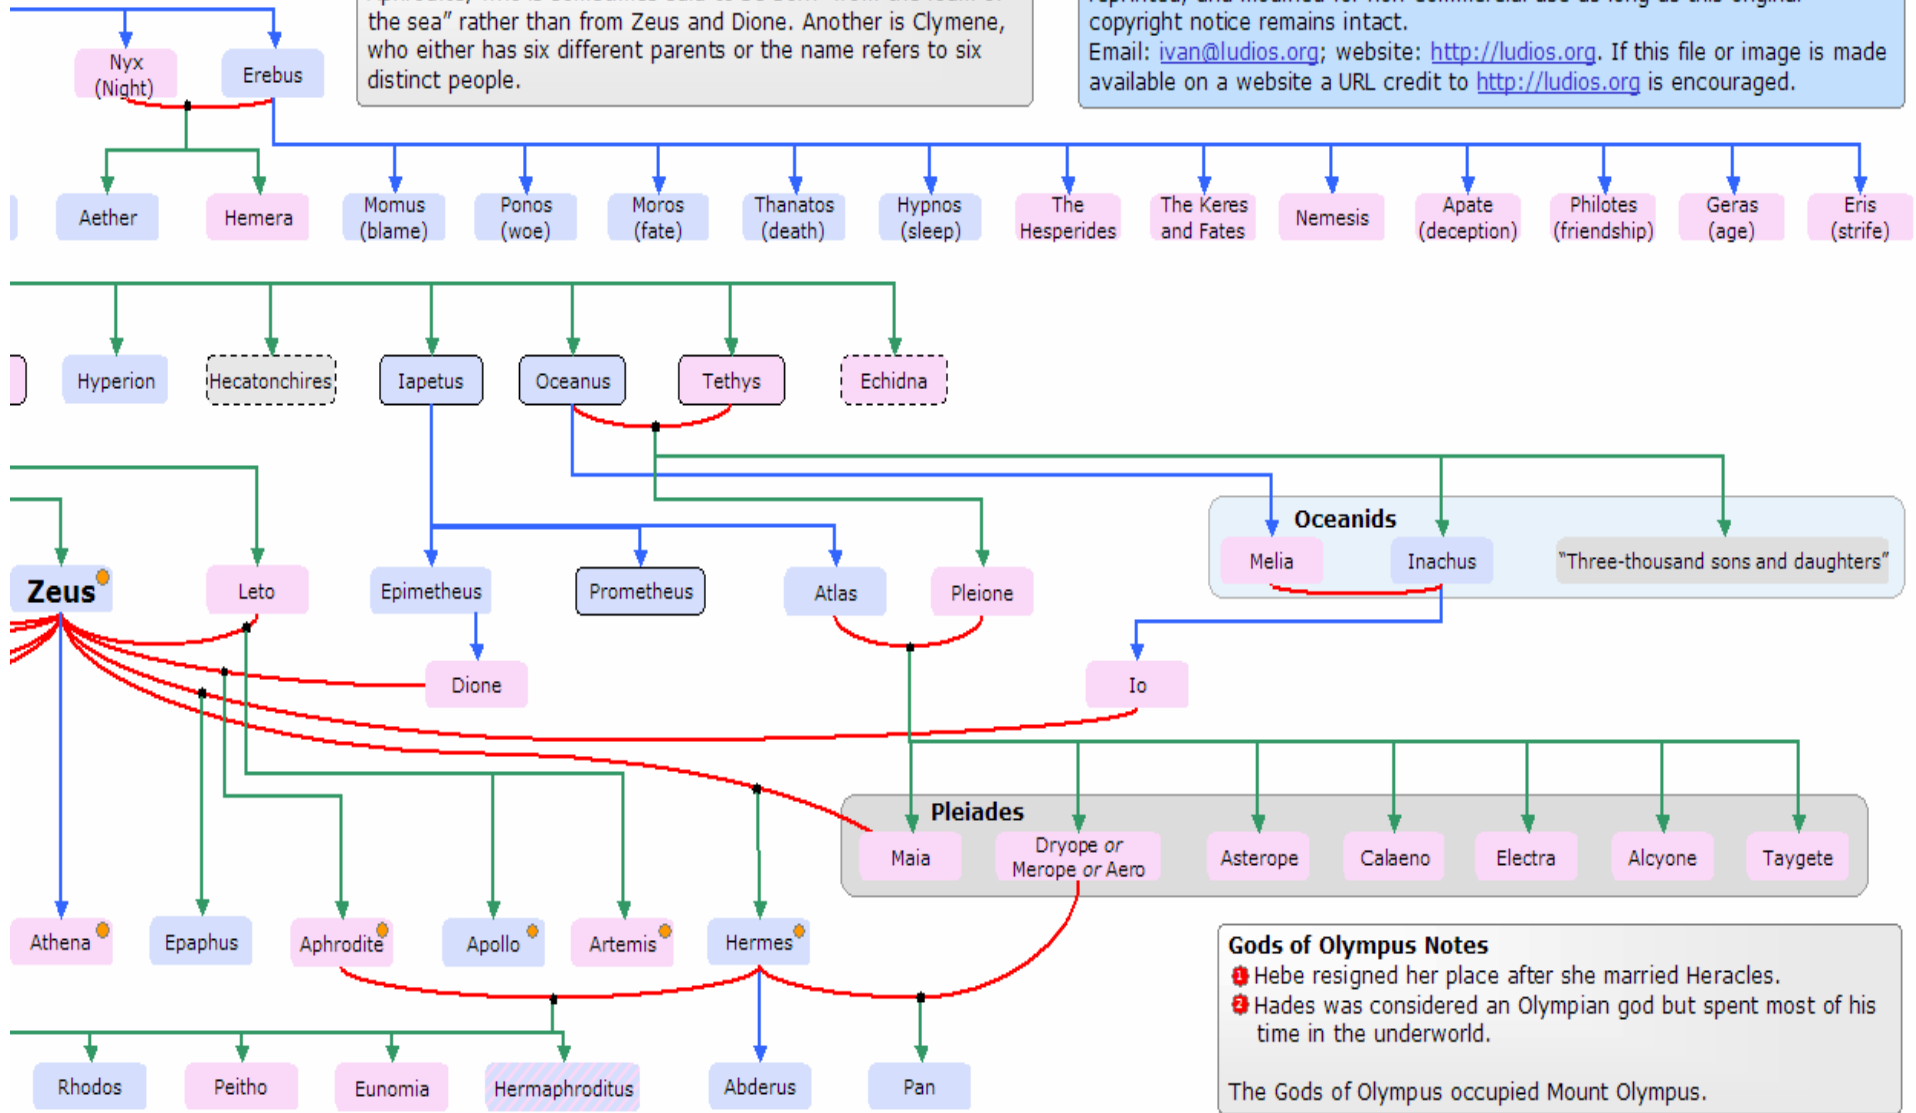 the sea” rather than from Zeus and Dione. Another is Clymene,
who either has six different parents or the name refers to six
distinct people.
copyright notice remains intact.
Email: ivan@ludios.org; website: http://ludios.org. If this file or image is made
available on a website a URL credit to http://ludios.org is encouraged.
Nyx
(Night)
Erebus
Aether
Hemera
Momus
(blame)
Ponos
(woe)
Moros
(fate)
Thanatos
(death)
Hypnos
(sleep)
The
Hesperides
The Keres
and Fates
Nemesis
Apate
(deception)
Philotes
(friendship)
Geras
(age)
Eris
(strife)
Hyperion
Hecatonchires
Iapetus
Oceanus
Tethys
Echidna
Oceanids
Melia
Inachus
“Three-thousand sons and daughters”
Zeus
Leto
Epimetheus
Prometheus
Atlas
Pleione
Dione
Io
Pleiades
Maia
Dryope or
Merope or Aero
Asterope
Calaeno
Electra
Alcyone
Taygete
Athena
Epaphus
Aphrodite
Apollo
Artemis
Hermes
Rhodos
Peitho
Eunomia
Hermaphroditus
Abderus
Pan
Gods of Olympus Notes
1 Hebe resigned her place after she married Heracles.
2 Hades was considered an Olympian god but spent most of his
time in the underworld.
The Gods of Olympus occupied Mount Olympus.